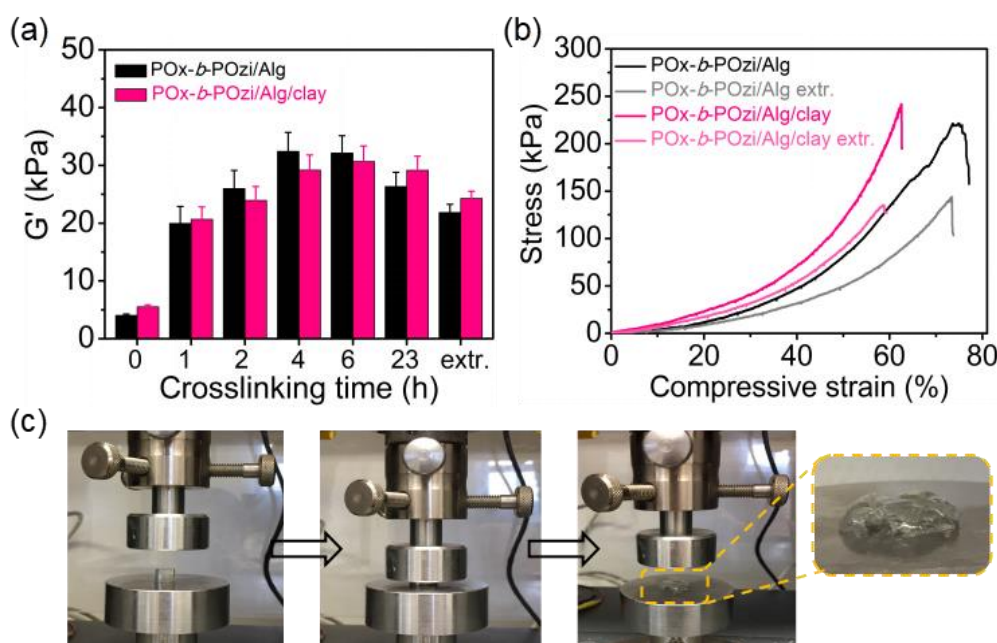 (a)
50
40
30
20
10
0
G' (kPa)
POx-b-POzi/Alg
POx-b-POzi/Alg/clay
0 1 2 4 6 23 extr.
Crosslinking time (h)
(b)
300
250
200
150
100
50
0
Stress (kPa)
POx-b-POzi/Alg
POx-b-POzi/Alg extr.
POx-b-POzi/Alg/clay
POx-b-POzi/Alg/clay extr.
0 20 40 60 80
Compressive strain (%)
(c)